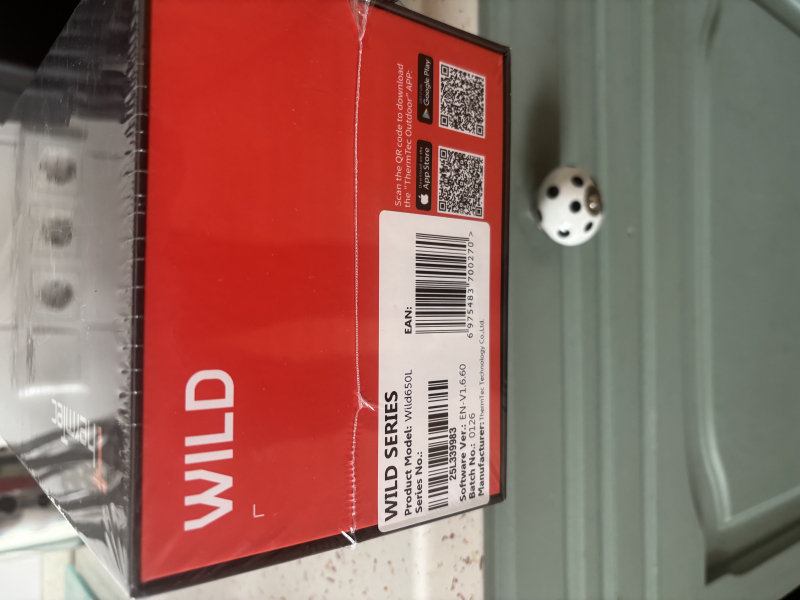 WILD
Scan the QR code to download
the "ThermTec Outdoor" APP:
App Store
Google Play
WILD SERIES
Product Model: Wild650L
Series No.:
25L339983
Software Ver.: EN-V1.6.60
Batch No.: 0126
Manufacturer: ThermTec Technology Co.,Ltd.
EAN:
6 975483 700270 >
ThermTec